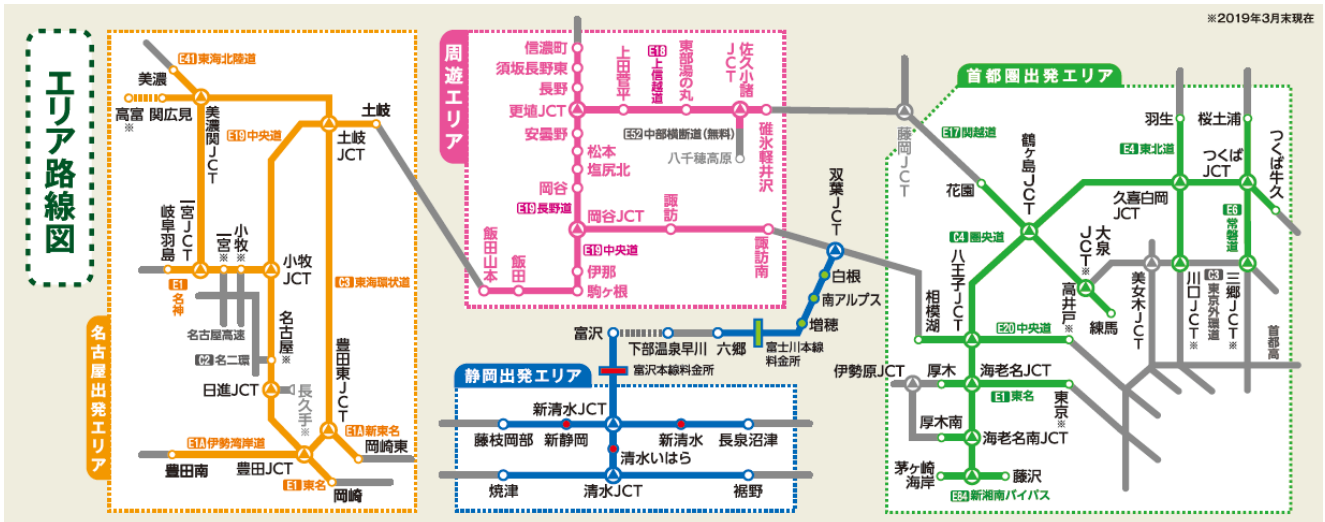 ※2019年3月末現在
エリア路線図
名古屋出発エリア
E41 東海北陸道
美濃
高富
※
関広見
美濃関JCT
E19 中央道
土岐
土岐
JCT
岐阜羽島
一宮JCT
一宮※
小牧※
小牧
JCT
E1
名神
名古屋高速
C2 名二環
名古屋※
C3 東海環状道
豊田東JCT
日進JCT
長久手※
E1A 伊勢湾岸道
E1A 新東名
岡崎東
豊田南
豊田JCT
E1 東名
岡崎
周遊エリア
信濃町
須坂長野東
長野
更埴JCT
安曇野
松本
塩尻北
岡谷
E19 長野道
岡谷JCT
諏訪
E19 中央道
諏訪南
伊那
駒ヶ根
飯田
飯田山本
上田菅平
E18
上信越道
東部湯の丸
佐久小諸
JCT
E52 中部横断道(無料)
八千穂高原
碓氷軽井沢
双葉JCT
白根
南アルプス
増穂
富士川本線
料金所
六郷
下部温泉早川
富沢
富沢本線料金所
静岡出発エリア
新清水JCT
藤枝岡部
新静岡
新清水
長泉沼津
清水いはら
焼津
清水JCT
裾野
首都圏出発エリア
藤岡JCT
E17 関越道
花園
鶴ヶ島JCT
羽生
E4 東北道
久喜白岡
JCT
桜土浦
つくば
JCT
つくば牛久
E6
常磐道
C4 圏央道
大泉
JCT※
練馬
美女木JCT
川口JCT※
C3
東京外環道
三郷JCT※
首都高
八王子JCT
相模湖
高井戸※
E20 中央道
伊勢原JCT
厚木
海老名JCT
E1 東名
東京※
厚木南
海老名南JCT
茅ヶ崎
海岸
藤沢
E84 新湘南バイパス